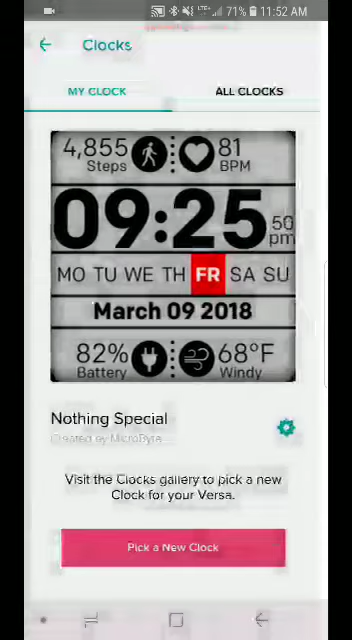 LTE 71% 11:52 AM
Clocks
MY CLOCK ALL CLOCKS
4,855 81
Steps BPM
09:25 50 pm
MO TU WE TH FR SA SU
March 09 2018
82% 68°F
Battery Windy
Nothing Special
Created by MicroByte
Visit the Clocks gallery to pick a new
Clock for your Versa.
Pick a New Clock